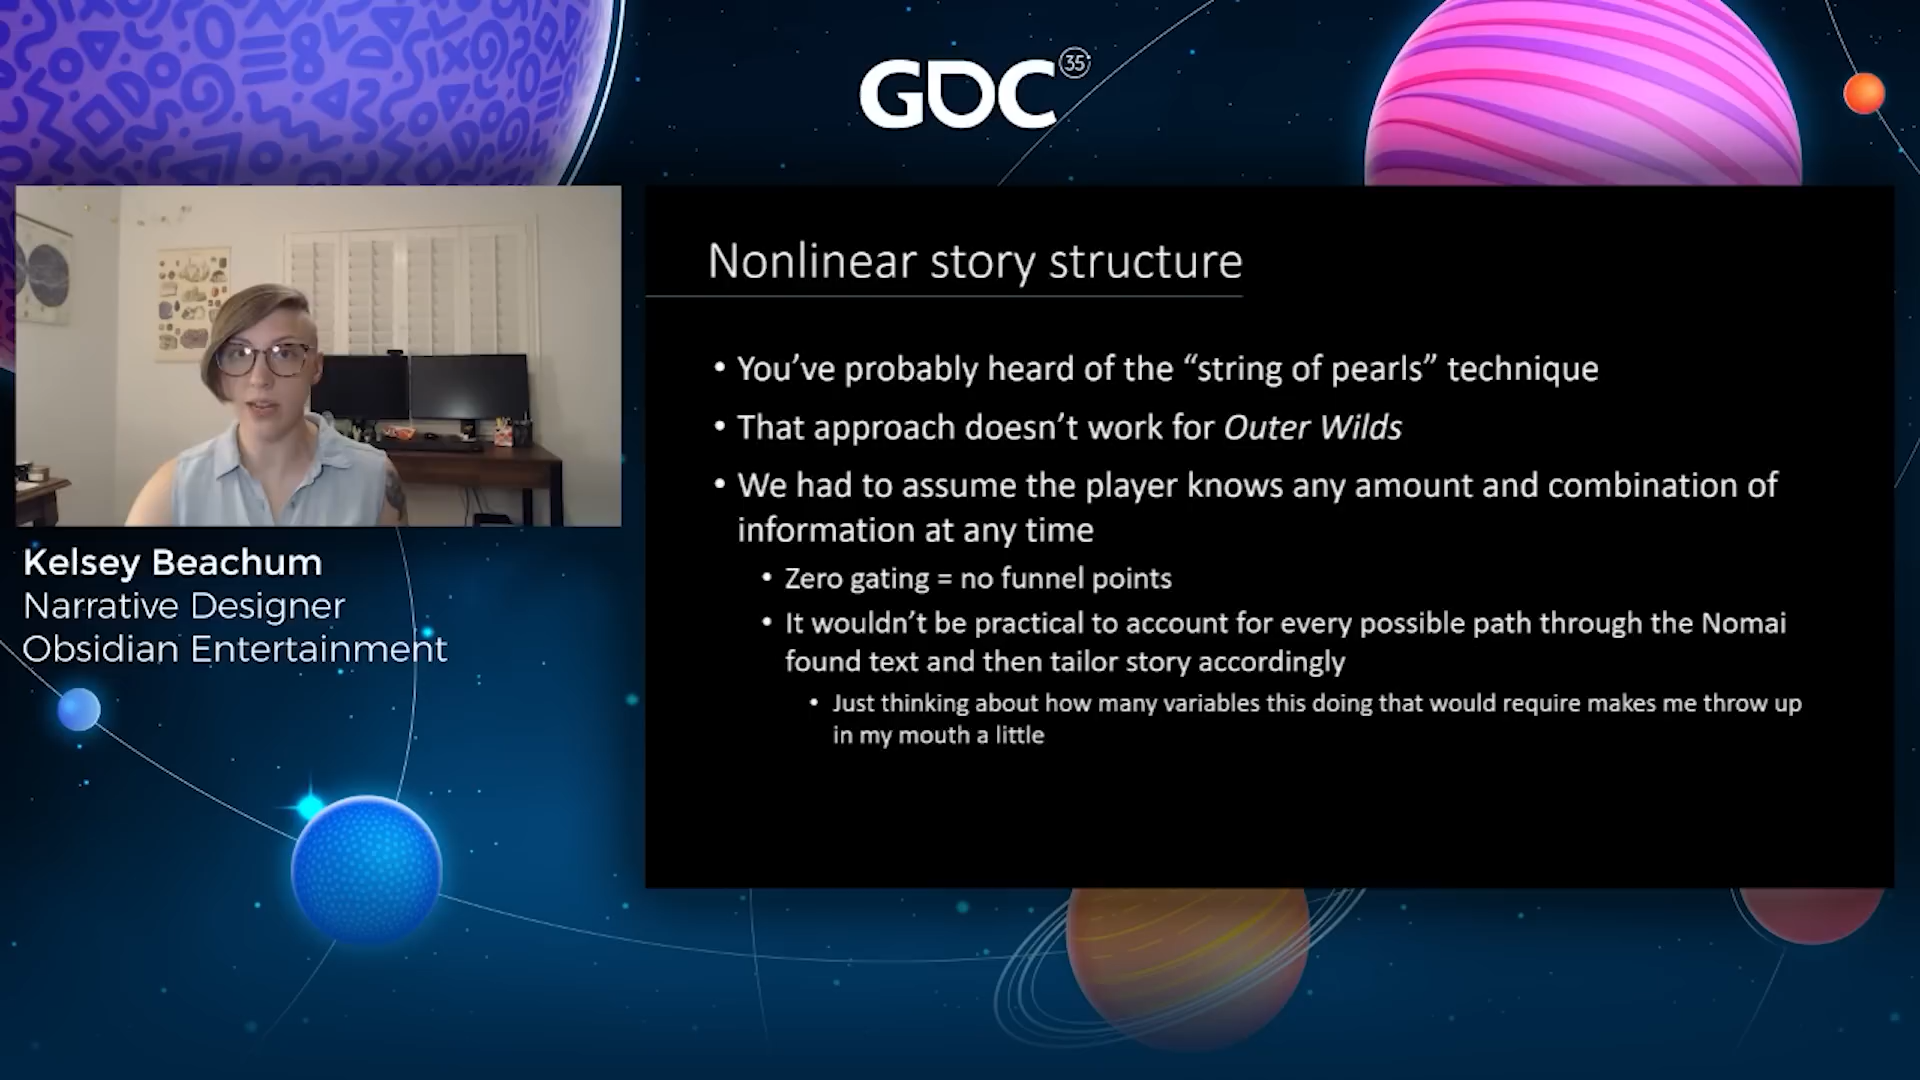 GDC 35
Nonlinear story structure
• You’ve probably heard of the “string of pearls” technique
• That approach doesn’t work for Outer Wilds
• We had to assume the player knows any amount and combination of
information at any time
• Zero gating = no funnel points
• It wouldn’t be practical to account for every possible path through the Nomai
found text and then tailor story accordingly
• Just thinking about how many variables this doing that would require makes me throw up
in my mouth a little
Kelsey Beachum
Narrative Designer
Obsidian Entertainment